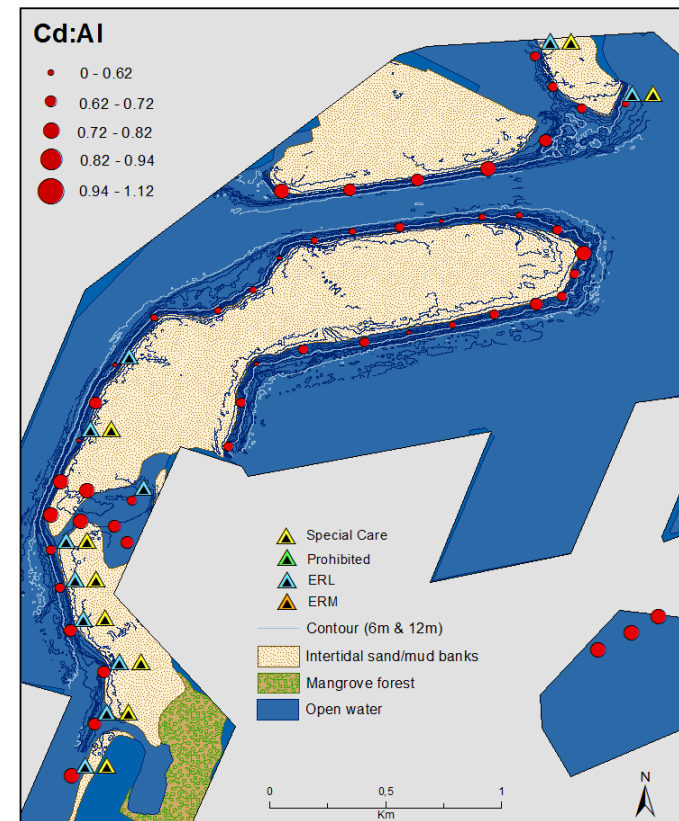 Cd:Al
0 - 0.62
0.62 - 0.72
0.72 - 0.82
0.82 - 0.94
0.94 - 1.12
Special Care
Prohibited
ERL
ERM
Contour (6m & 12m)
Intertidal sand/mud banks
Mangrove forest
Open water
0 0,5 1
Km
N